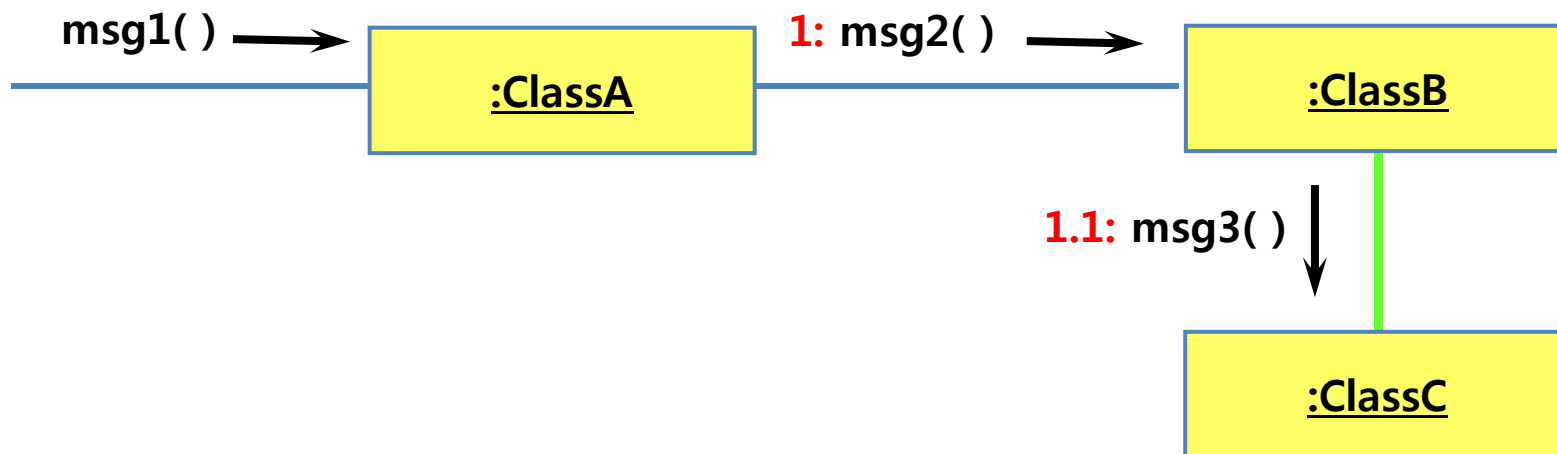 msg1( )
1: msg2( )
:ClassA
:ClassB
1.1: msg3( )
:ClassC